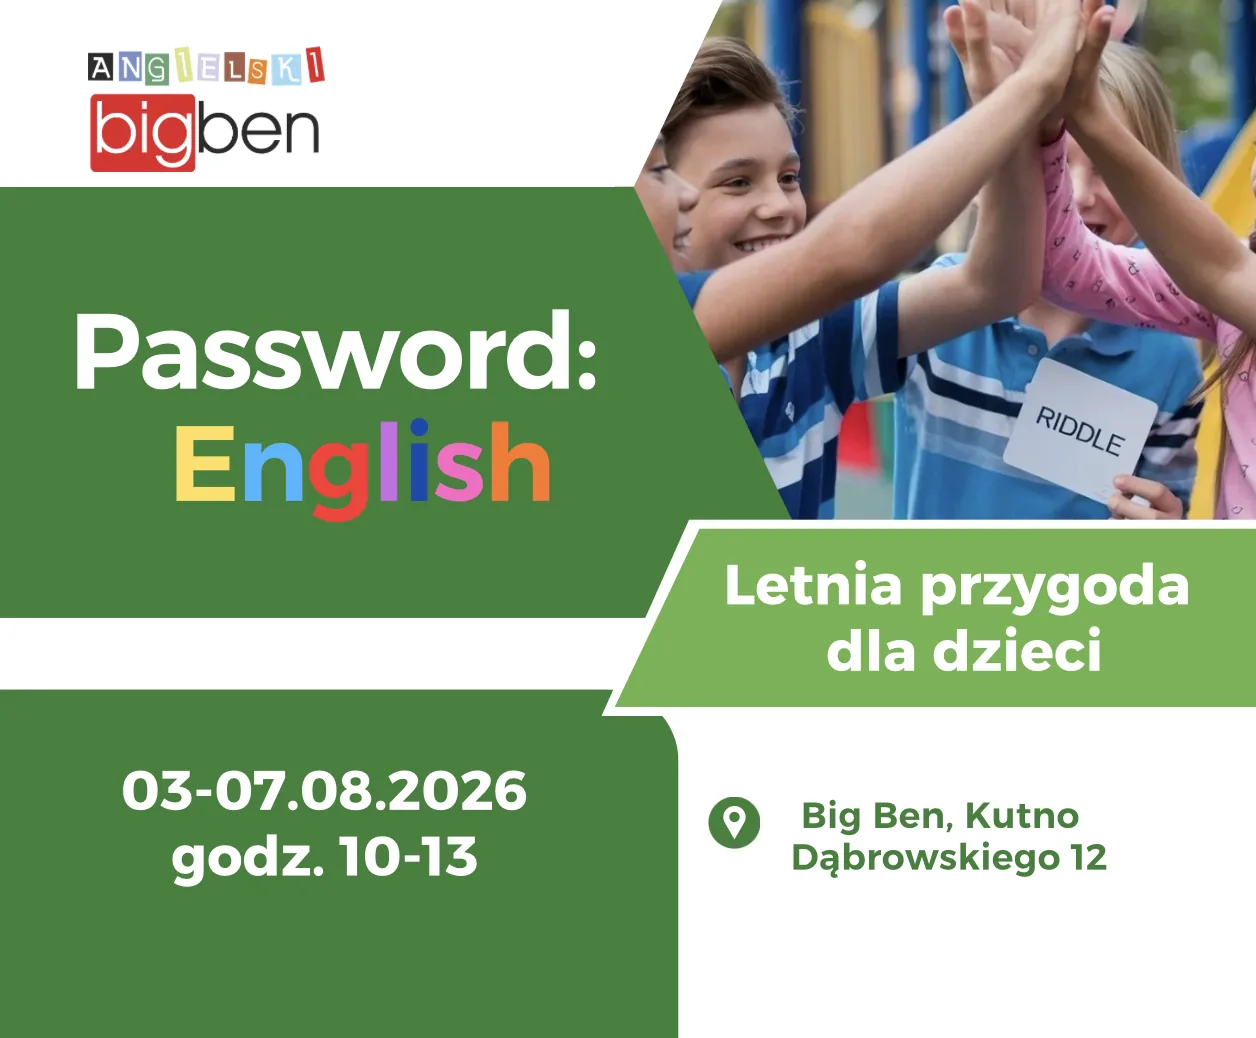 ANGIELSKI
bigben
Password:
English
RIDDLE
Letnia przygoda
dla dzieci
03-07.08.2026
godz. 10-13
Big Ben, Kutno
Dąbrowskiego 12